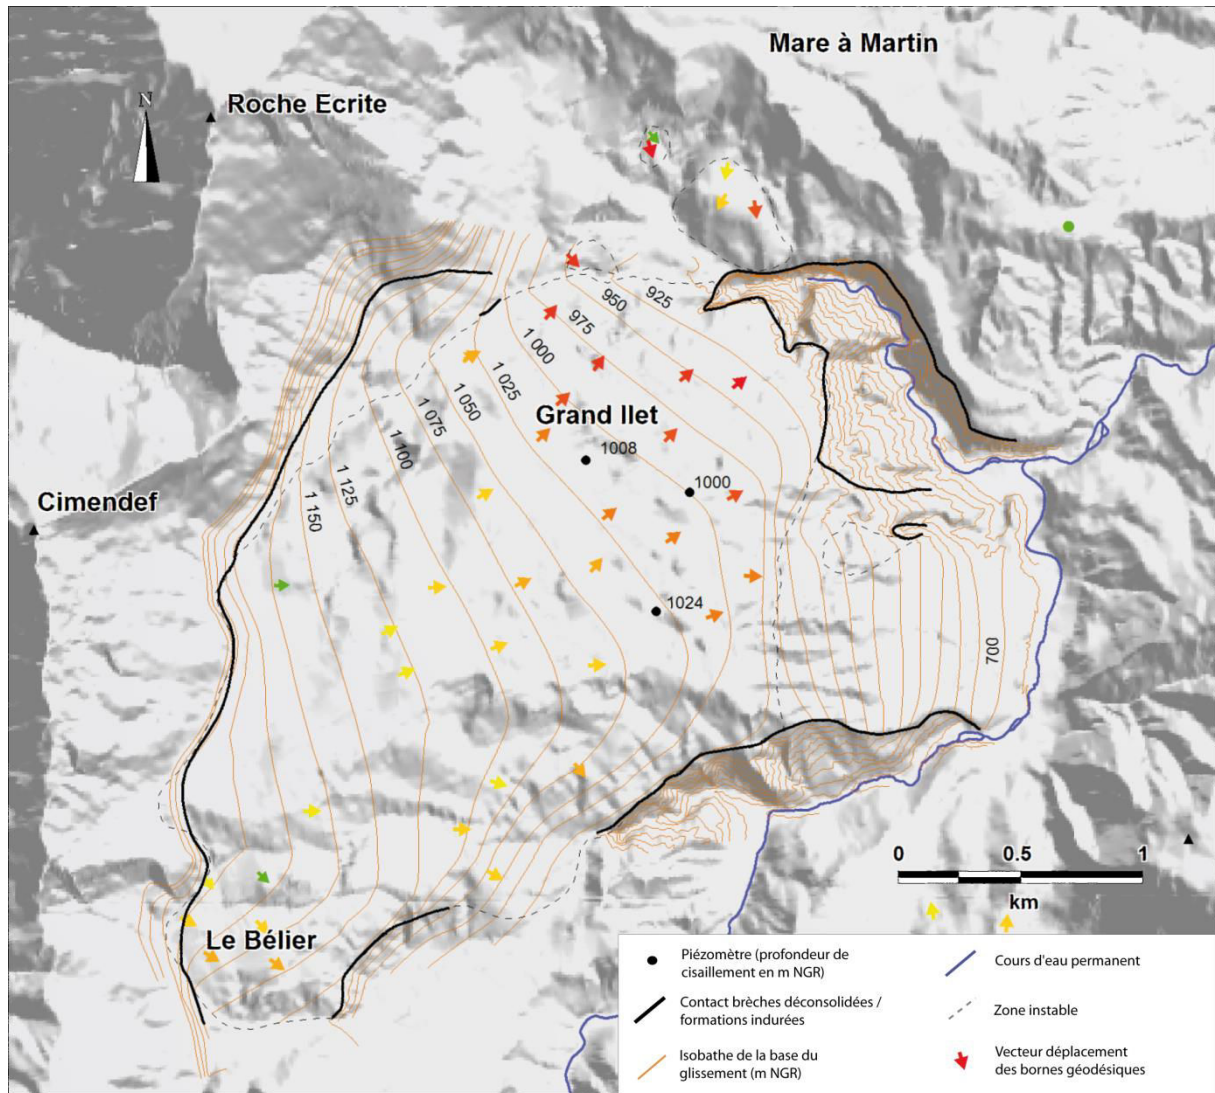 Mare à Martin
N
Roche Ecrite
925
950
975
1 000
1 025
1 050
1 075
1 100
1 125
1 150
Grand Ilet
1008
1000
Cimendef
1024
700
0 0.5 1
km
Le Bélier
Piézomètre (profondeur de
cisaillement en m NGR)
Contact brèches déconsolidées /
formations indurées
Isobathe de la base du
glissement (m NGR)
Cours d'eau permanent
Zone instable
Vecteur déplacement
des bornes géodésiques